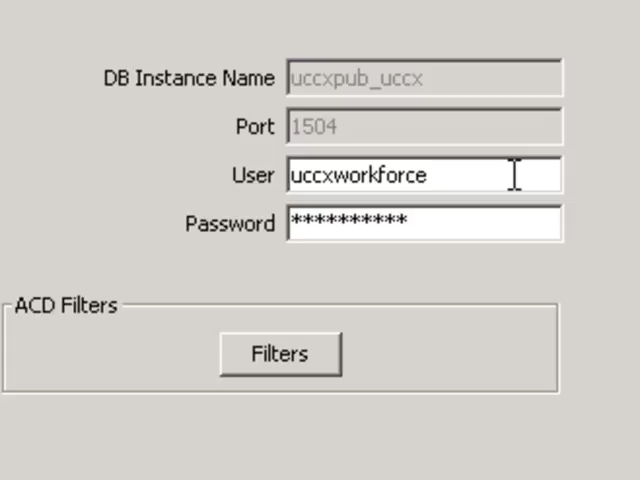 DB Instance Name uccxpub_uccx
Port 1504
User uccxworkforce
Password **********
ACD Filters
Filters